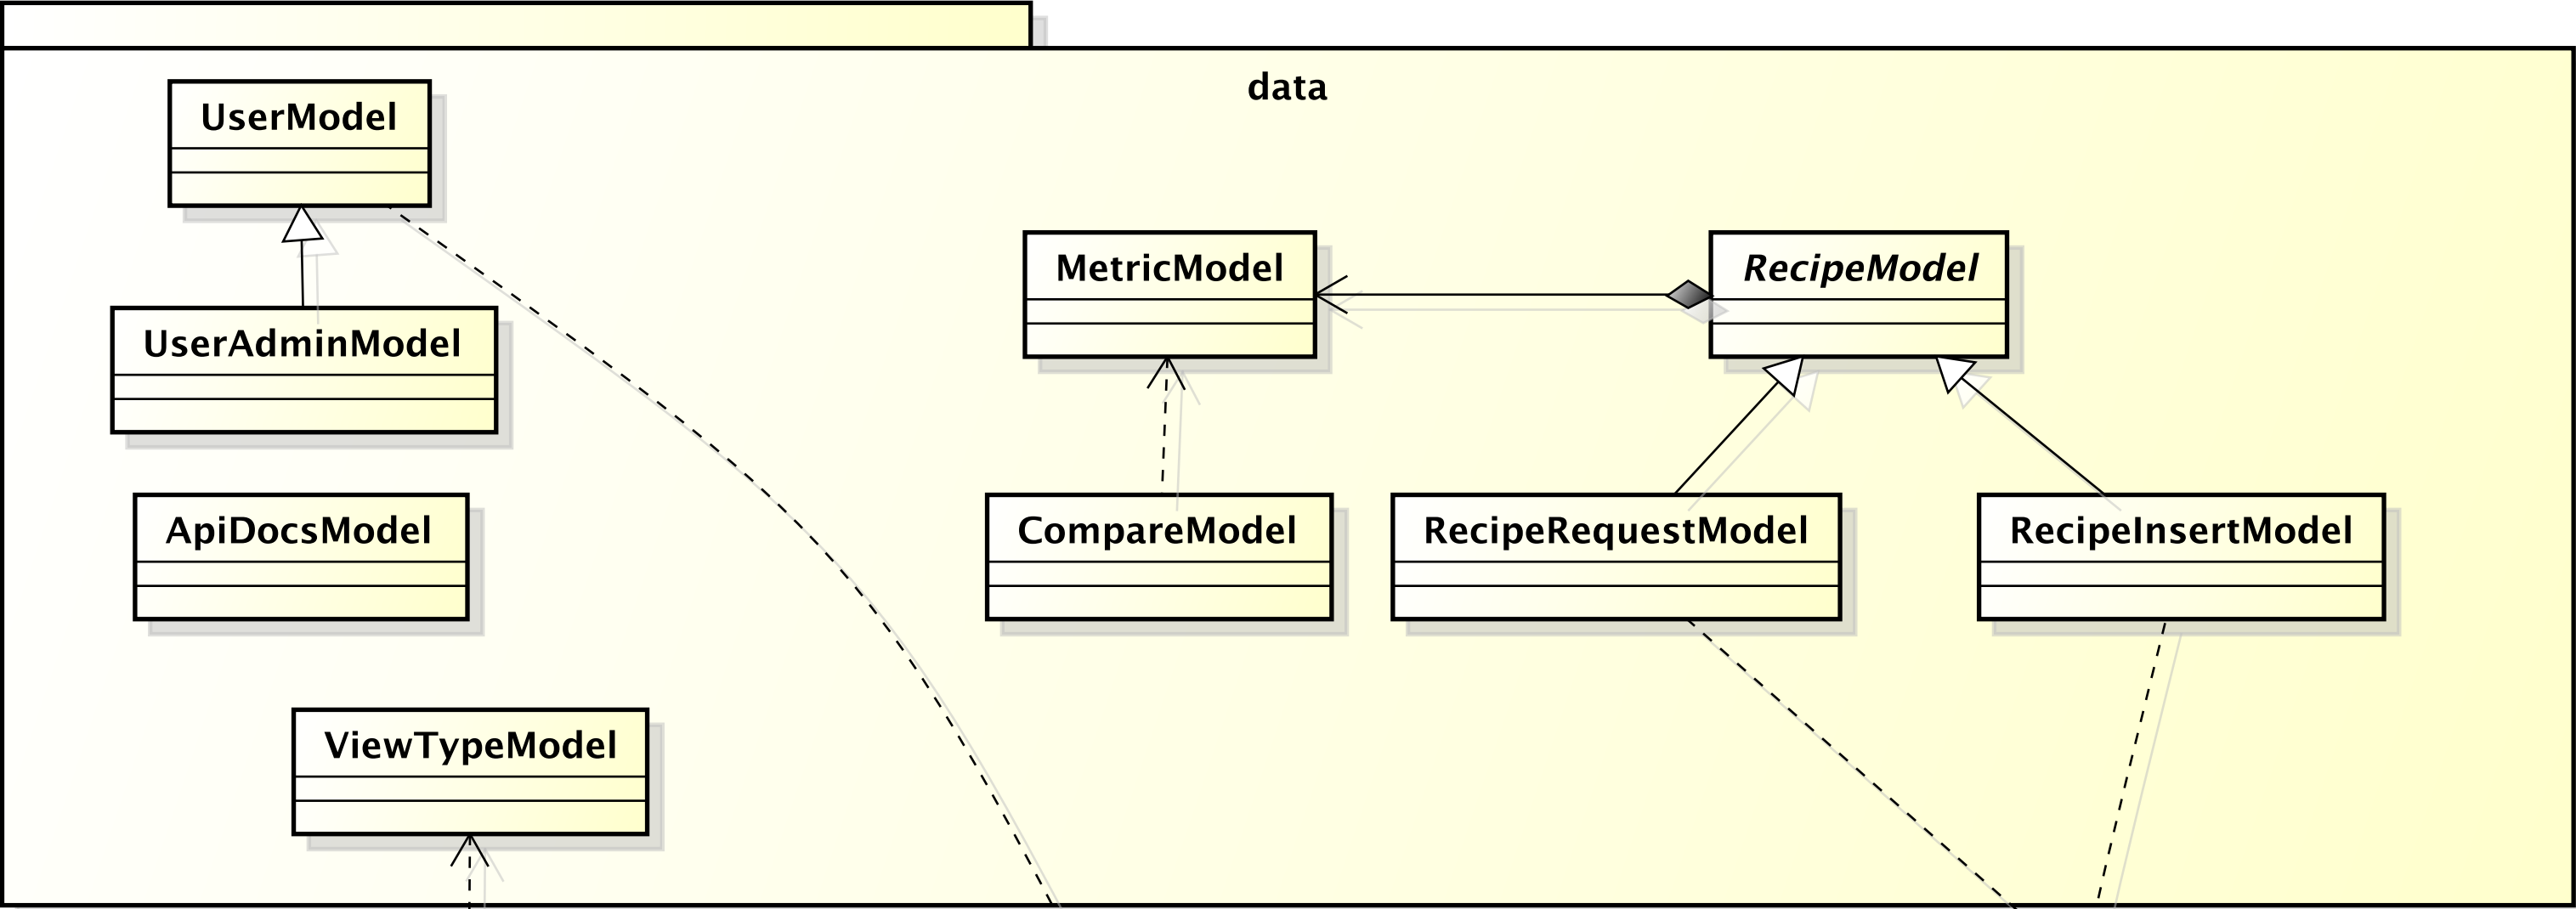 data
UserModel
MetricModel
RecipeModel
UserAdminModel
ApiDocsModel
CompareModel
RecipeRequestModel
RecipeInsertModel
ViewTypeModel